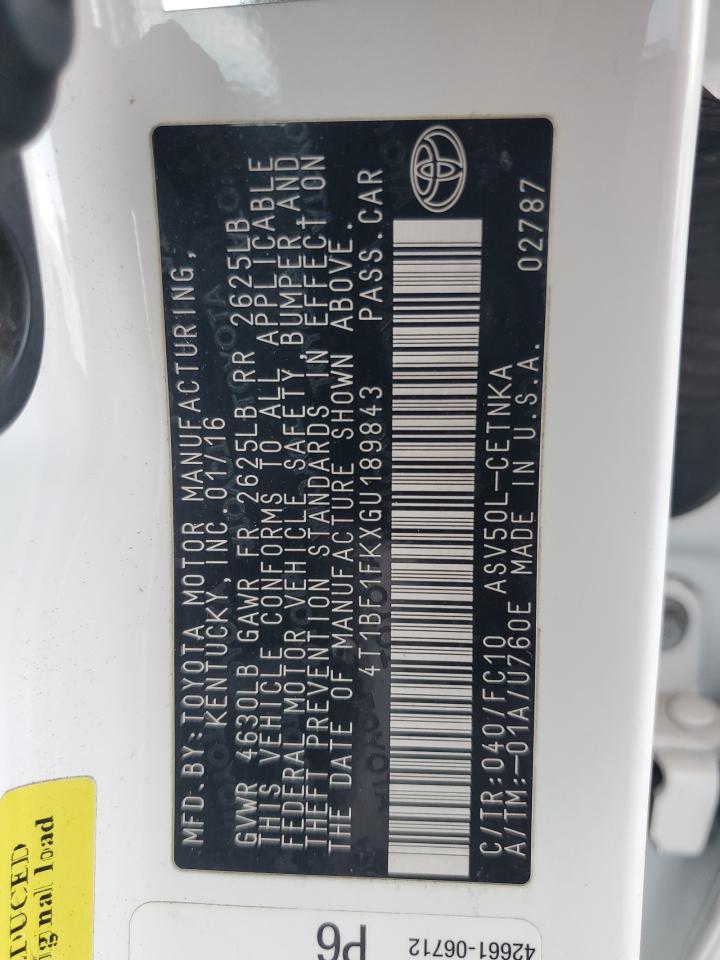 MFD.BY:TOYOTA MOTOR MANUFACTURING,
KENTUCKY, INC. 01/16
GVWR 4630LB GAWR FR 2625LB RR 2625LB
THIS VEHICLE CONFORMS TO ALL APPLICABLE
FEDERAL MOTOR VEHICLE SAFETY, BUMPER, AND
THEFT PREVENTION STANDARDS IN EFFECT ON
THE DATE OF MANUFACTURE SHOWN ABOVE.
4T1BF1FKXGU189843 PASS.CAR
C/TR:040/FC10 ASV50L-CETNKA 02787
A/TM:-01A/U760E MADE IN U.S.A.
DUCED
ignal load
P6
42661-06712